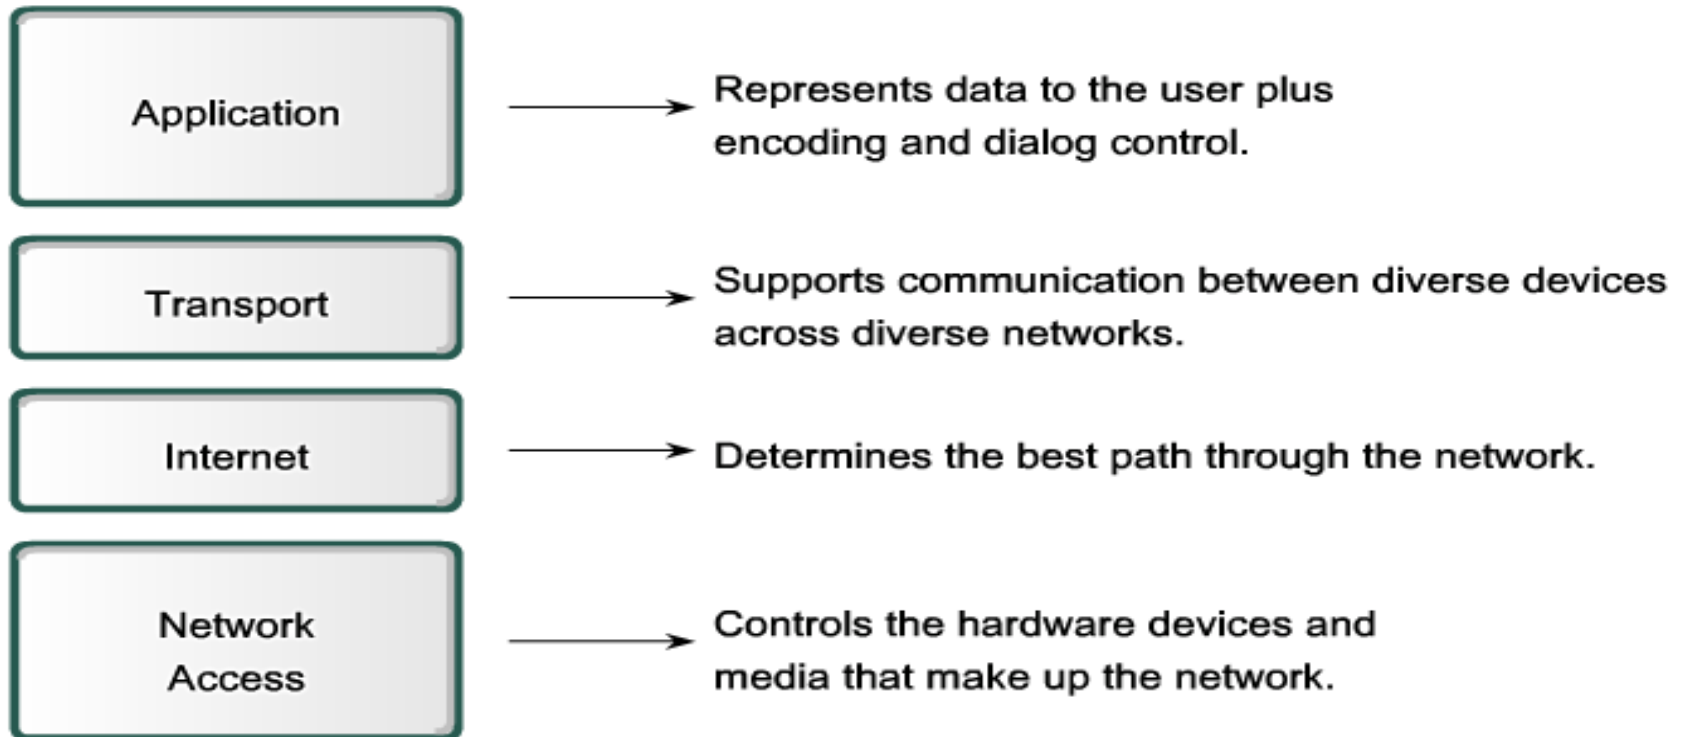 Application
Represents data to the user plus
encoding and dialog control.
Transport
Supports communication between diverse devices
across diverse networks.
Internet
Determines the best path through the network.
Network
Access
Controls the hardware devices and
media that make up the network.